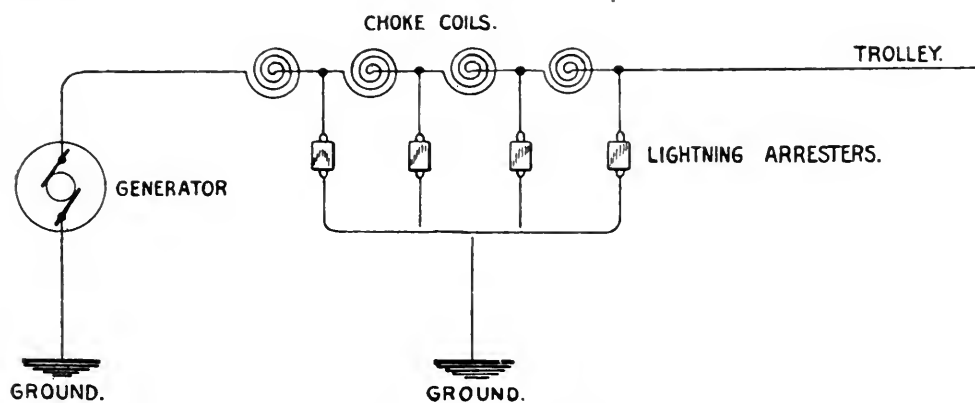 CHOKE COILS.
TROLLEY.
LIGHTNING ARRESTERS.
GENERATOR
GROUND.
GROUND.